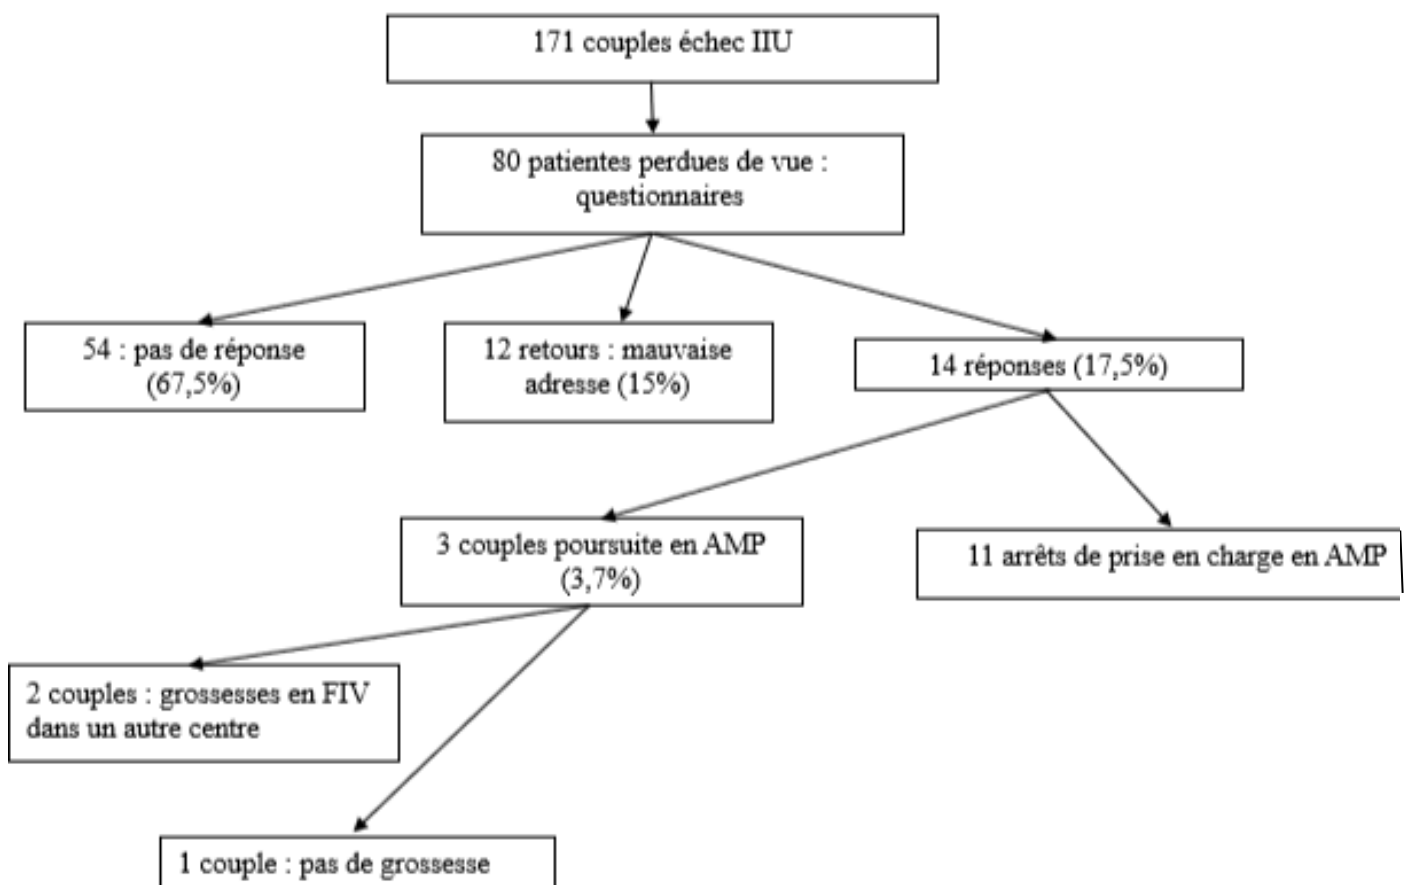 171 couples échec IIU
80 patientes perdues de vue :
questionnaires
54 : pas de réponse
(67,5%)
12 retours : mauvaise
adresse (15%)
14 réponses (17,5%)
3 couples poursuite en AMP
(3,7%)
11 arrêts de prise en charge en AMP
2 couples : grossesses en FIV
dans un autre centre
1 couple : pas de grossesse